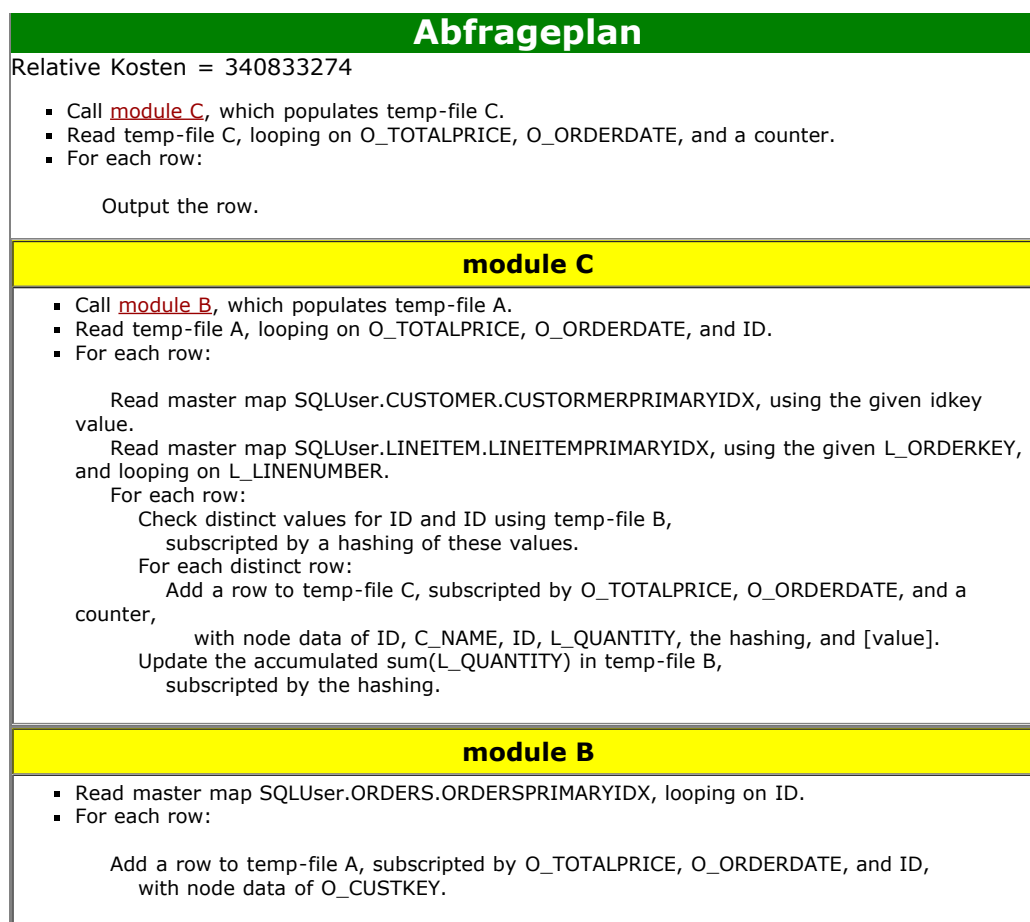 Abfrageplan
Relative Kosten = 340833274
Call module C, which populates temp-file C.
Read temp-file C, looping on O_TOTALPRICE, O_ORDERDATE, and a counter.
For each row:
Output the row.
module C
Call module B, which populates temp-file A.
Read temp-file A, looping on O_TOTALPRICE, O_ORDERDATE, and ID.
For each row:
Read master map SQLUser.CUSTOMER.CUSTORMERPRIMARYIDX, using the given idkey
value.
Read master map SQLUser.LINEITEM.LINEITEMPRIMARYIDX, using the given L_ORDERKEY,
and looping on L_LINENUMBER.
For each row:
Check distinct values for ID and ID using temp-file B,
subscripted by a hashing of these values.
For each distinct row:
Add a row to temp-file C, subscripted by O_TOTALPRICE, O_ORDERDATE, and a
counter,
with node data of ID, C_NAME, ID, L_QUANTITY, the hashing, and [value].
Update the accumulated sum(L_QUANTITY) in temp-file B,
subscripted by the hashing.
module B
Read master map SQLUser.ORDERS.ORDERSPRIMARYIDX, looping on ID.
For each row:
Add a row to temp-file A, subscripted by O_TOTALPRICE, O_ORDERDATE, and ID,
with node data of O_CUSTKEY.